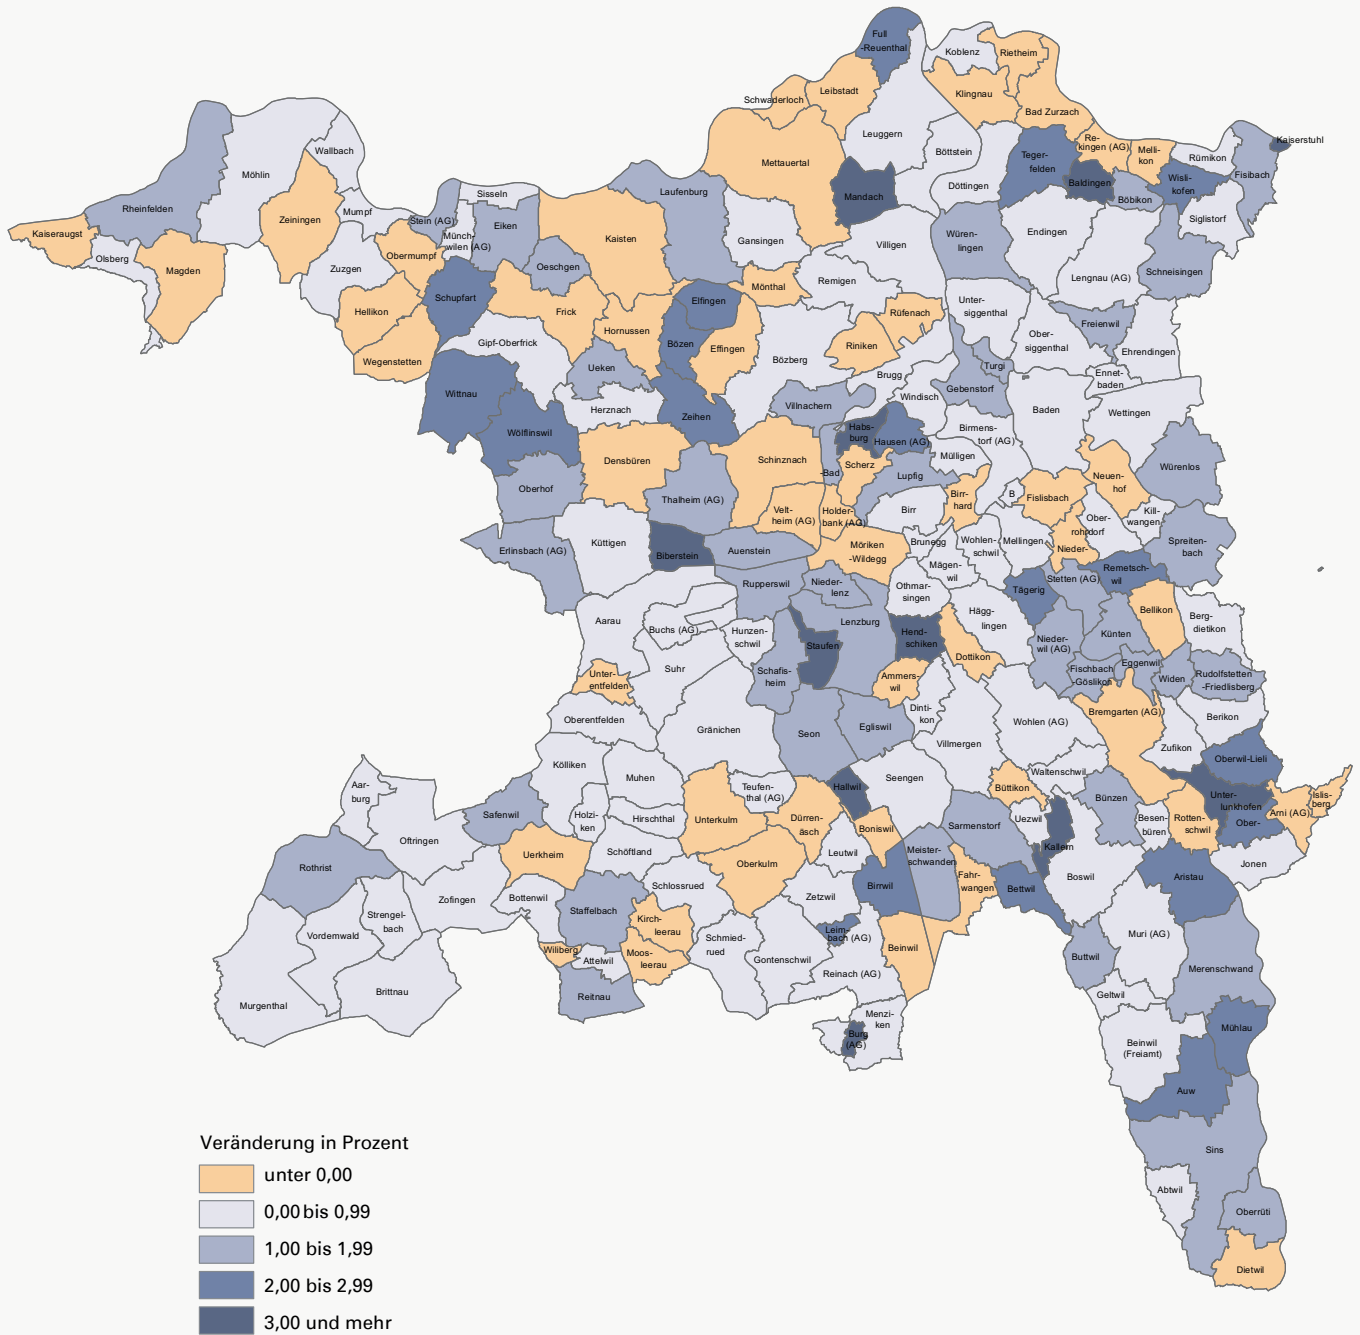 Full
-Reuenthal
Koblenz
Rietheim
Leibstadt
Schwaderloch
Klingnau
Bad Zurzach
Leuggern
Kaiserstuhl
Re-
kingen (AG)
Melli-
kon
Rümikon
Wallbach
Böttstein
Mettauertal
Teger-
felden
Fisibach
Möhlin
Baldingen
Wisli-
kofen
Döttingen
Laufenburg
Mandach
Sisseln
Böbikon
Rheinfelden
Mumpf
Zeiningen
Stein (AG)
Eiken
Siglistorf
Kaiseraugst
Münch-
wilen (AG)
Kaisten
Gansingen
Villigen
Würen-
lingen
Endingen
Olsberg
Obermumpf
Magden
Zuzgen
Oeschgen
Lengnau (AG)
Schneisingen
Mönthal
Remigen
Schupfart
Elfingen
Unter-
siggenthal
Hellikon
Frick
Rüfenach
Hornussen
Freienwil
Ober-
siggenthal
Gipf-Oberfrick
Bözen
Effingen
Riniken
Ehrendingen
Wegenstetten
Bözberg
Ueken
Turgi
Ennet-
baden
Brugg
Wittnau
Gebenstorf
Windisch
Herznach
Zeihen
Villnachern
Baden
Wettingen
Wölflinswil
Habs-
burg
Hausen (AG)
Birmens-
torf (AG)
Densbüren
Schinznach
-Bad
Scherz
Mülligen
Würenlos
Oberhof
Thalheim (AG)
Lupfig
Neuen-
hof
Birr-
hard
B
Fislisbach
Velt-
heim (AG)
Holder-
bank (AG)
Birr
Kill-
wangen
Ober-
rohrdorf
Nieder-
Erlinsbach (AG)
Küttigen
Biberstein
Auenstein
Möriken
-Wildegg
Brunegg
Wohlen-
schwil
Mellingen
Spreiten-
bach
Mägen-
wil
Remetsch-
wil
Rupperswil
Nieder-
lenz
Othmar-
singen
Tägerig
Stetten (AG)
Bellikon
Aarau
Buchs (AG)
Hunzen-
schwil
Lenzburg
Hägg-
lingen
Berg-
dietikon
Staufen
Hend-
schiken
Nieder-
wil (AG)
Künten
Dottikon
Suhr
Schafis-
heim
Fischbach
-Göslikon
Eggenwil
Widen
Rudolfstetten
-Friedlisberg
Unter-
entfelden
Ammers-
wil
Oberentfelden
Dinti-
kon
Bremgarten (AG)
Berikon
Gränichen
Seon
Egliswil
Wohlen (AG)
Villmergen
Zufikon
Oberwil-Lieli
Kölliken
Muhen
Seengen
Waltenschwil
Aar-
burg
Teufen-
thal (AG)
Hallwil
Büttikon
Bünzen
Unter-
lunkhofen
Ober-
Islis-
berg
Arni (AG)
Safenwil
Holzi-
ken
Hirschthal
Unterkulm
Dürren-
äsch
Boniswil
Sarmenstorf
Uezwil
Besen-
büren
Rotten-
schwil
Oftringen
Kallern
Uerkheim
Schöftland
Leutwil
Meister-
schwanden
Rothrist
Oberkulm
Jonen
Fahr-
wangen
Boswil
Aristau
Schlossrued
Birrwil
Bettwil
Bottenwil
Zofingen
Zetzwil
Strengel-
bach
Staffelbach
Kirch-
leerau
Leim-
bach (AG)
Vordemwald
Schmied-
rued
Muri (AG)
Wiliberg
Attelwil
Moos-
leerau
Gontenschwil
Beinwil
Buttwil
Merenschwand
Reinach (AG)
Brittnau
Reitnau
Geltwil
Murgenthal
Menzi-
ken
Burg
(AG)
Mühlau
Beinwil
(Freiamt)
Auw
Sins
Abtwil
Oberrüti
Dietwil
Veränderung in Prozent
unter 0,00
0,00 bis 0,99
1,00 bis 1,99
2,00 bis 2,99
3,00 und mehr